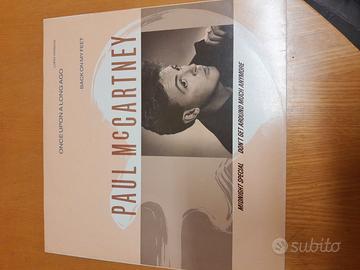 ONCE UPON A LONG AGO
BACK ON MY FEET
PAUL McCARTNEY
MIDNIGHT SPECIAL
DON'T GET AROUND MUCH ANYMORE
subito